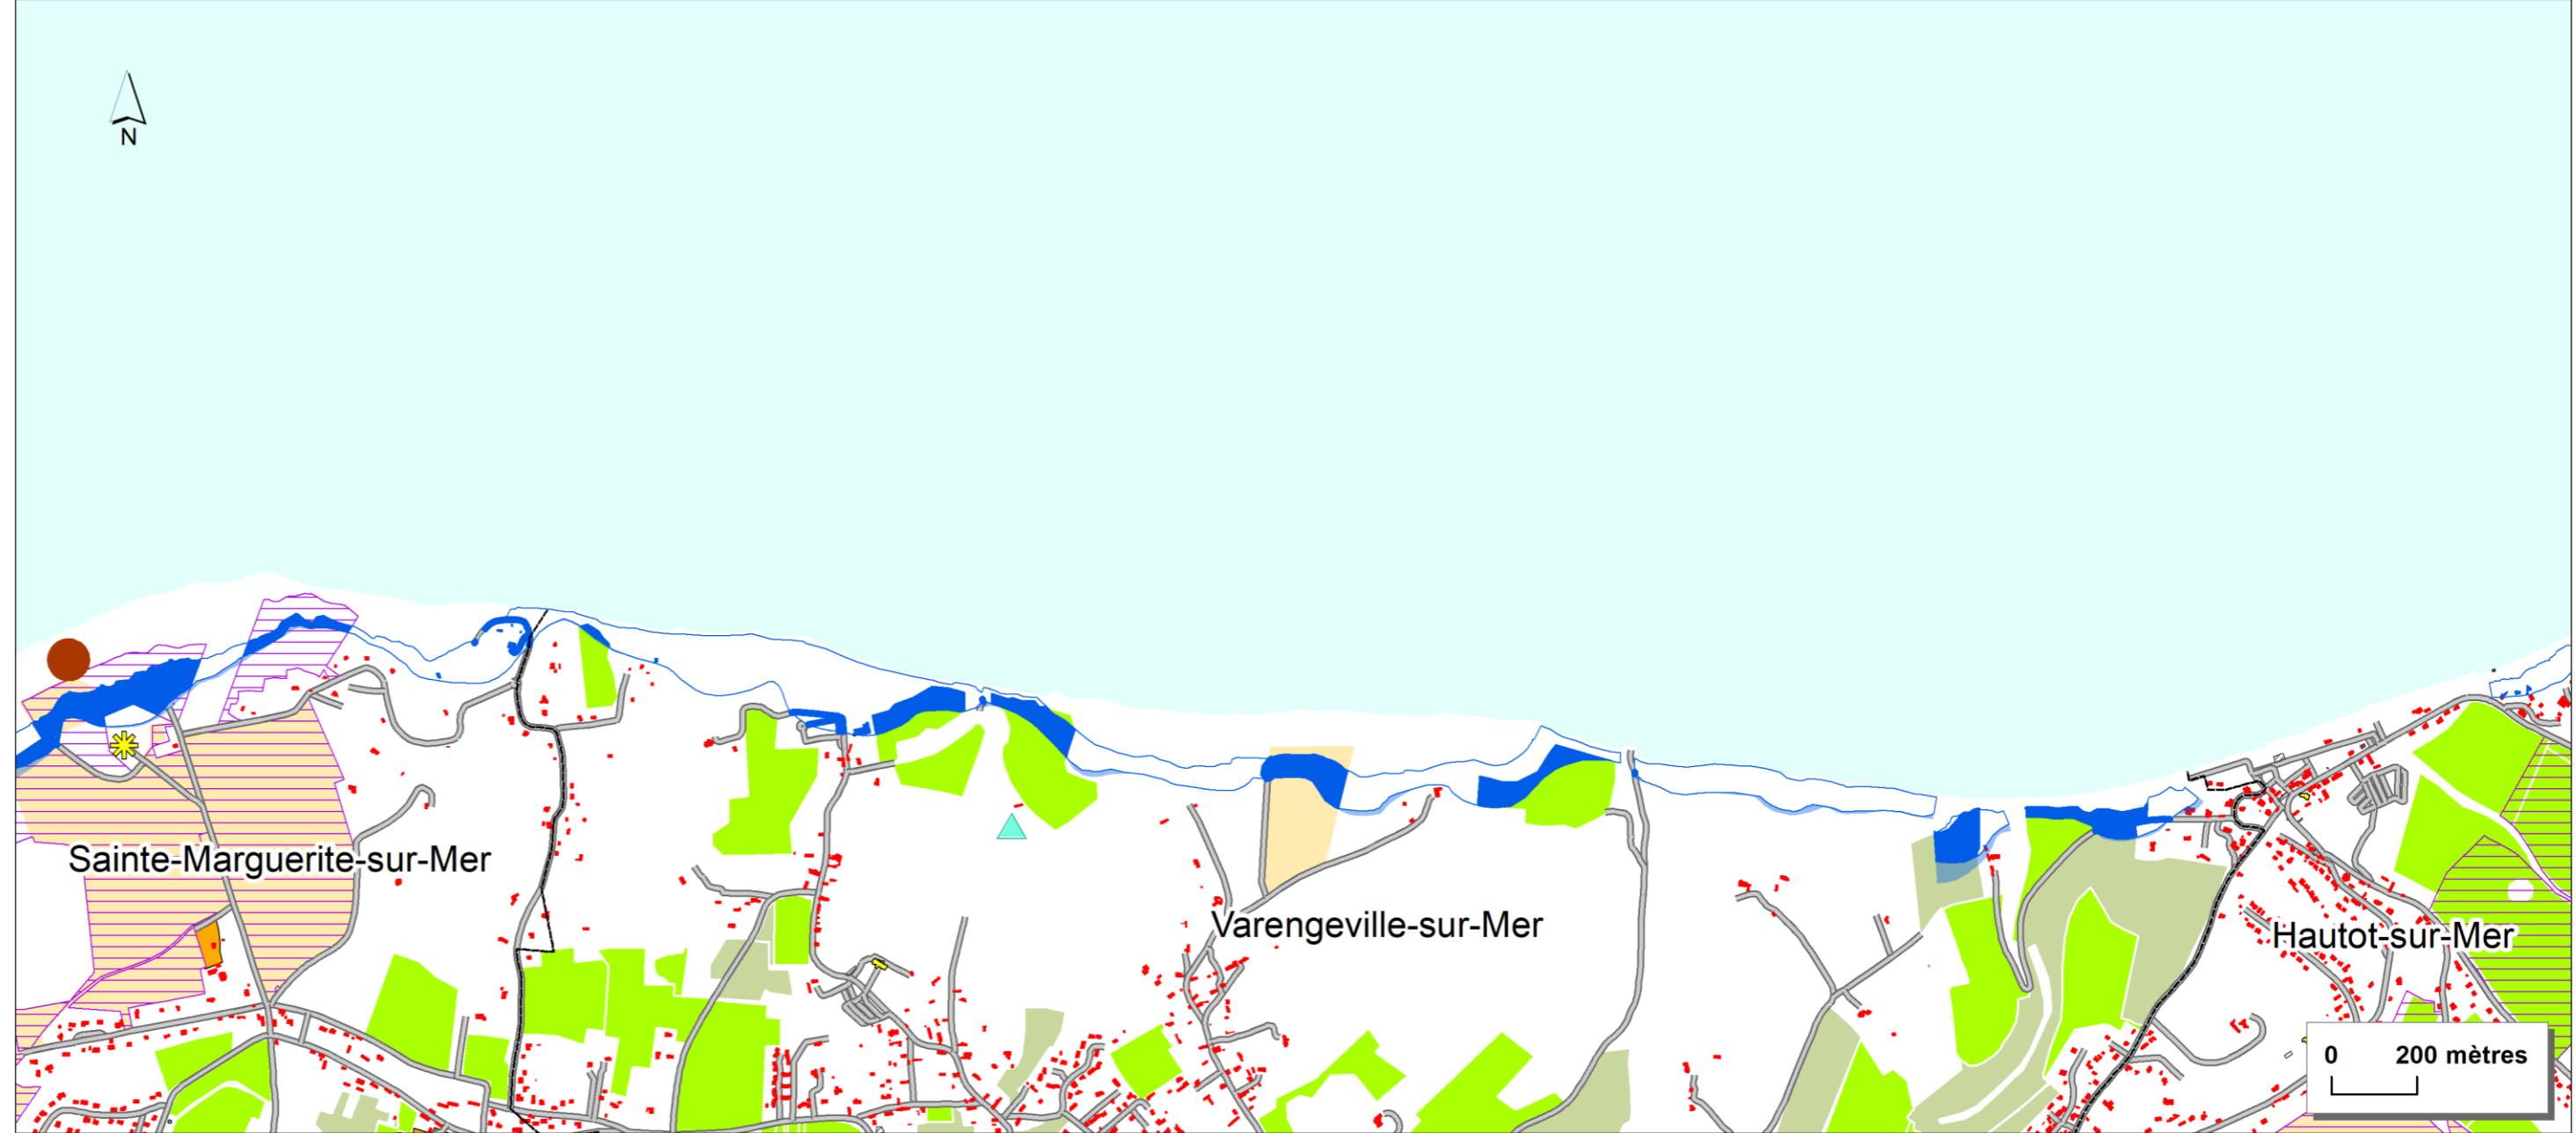 N
Sainte-Marguerite-sur-Mer
Varengeville-sur-Mer
Hautot-sur-Mer
0 200 mètres